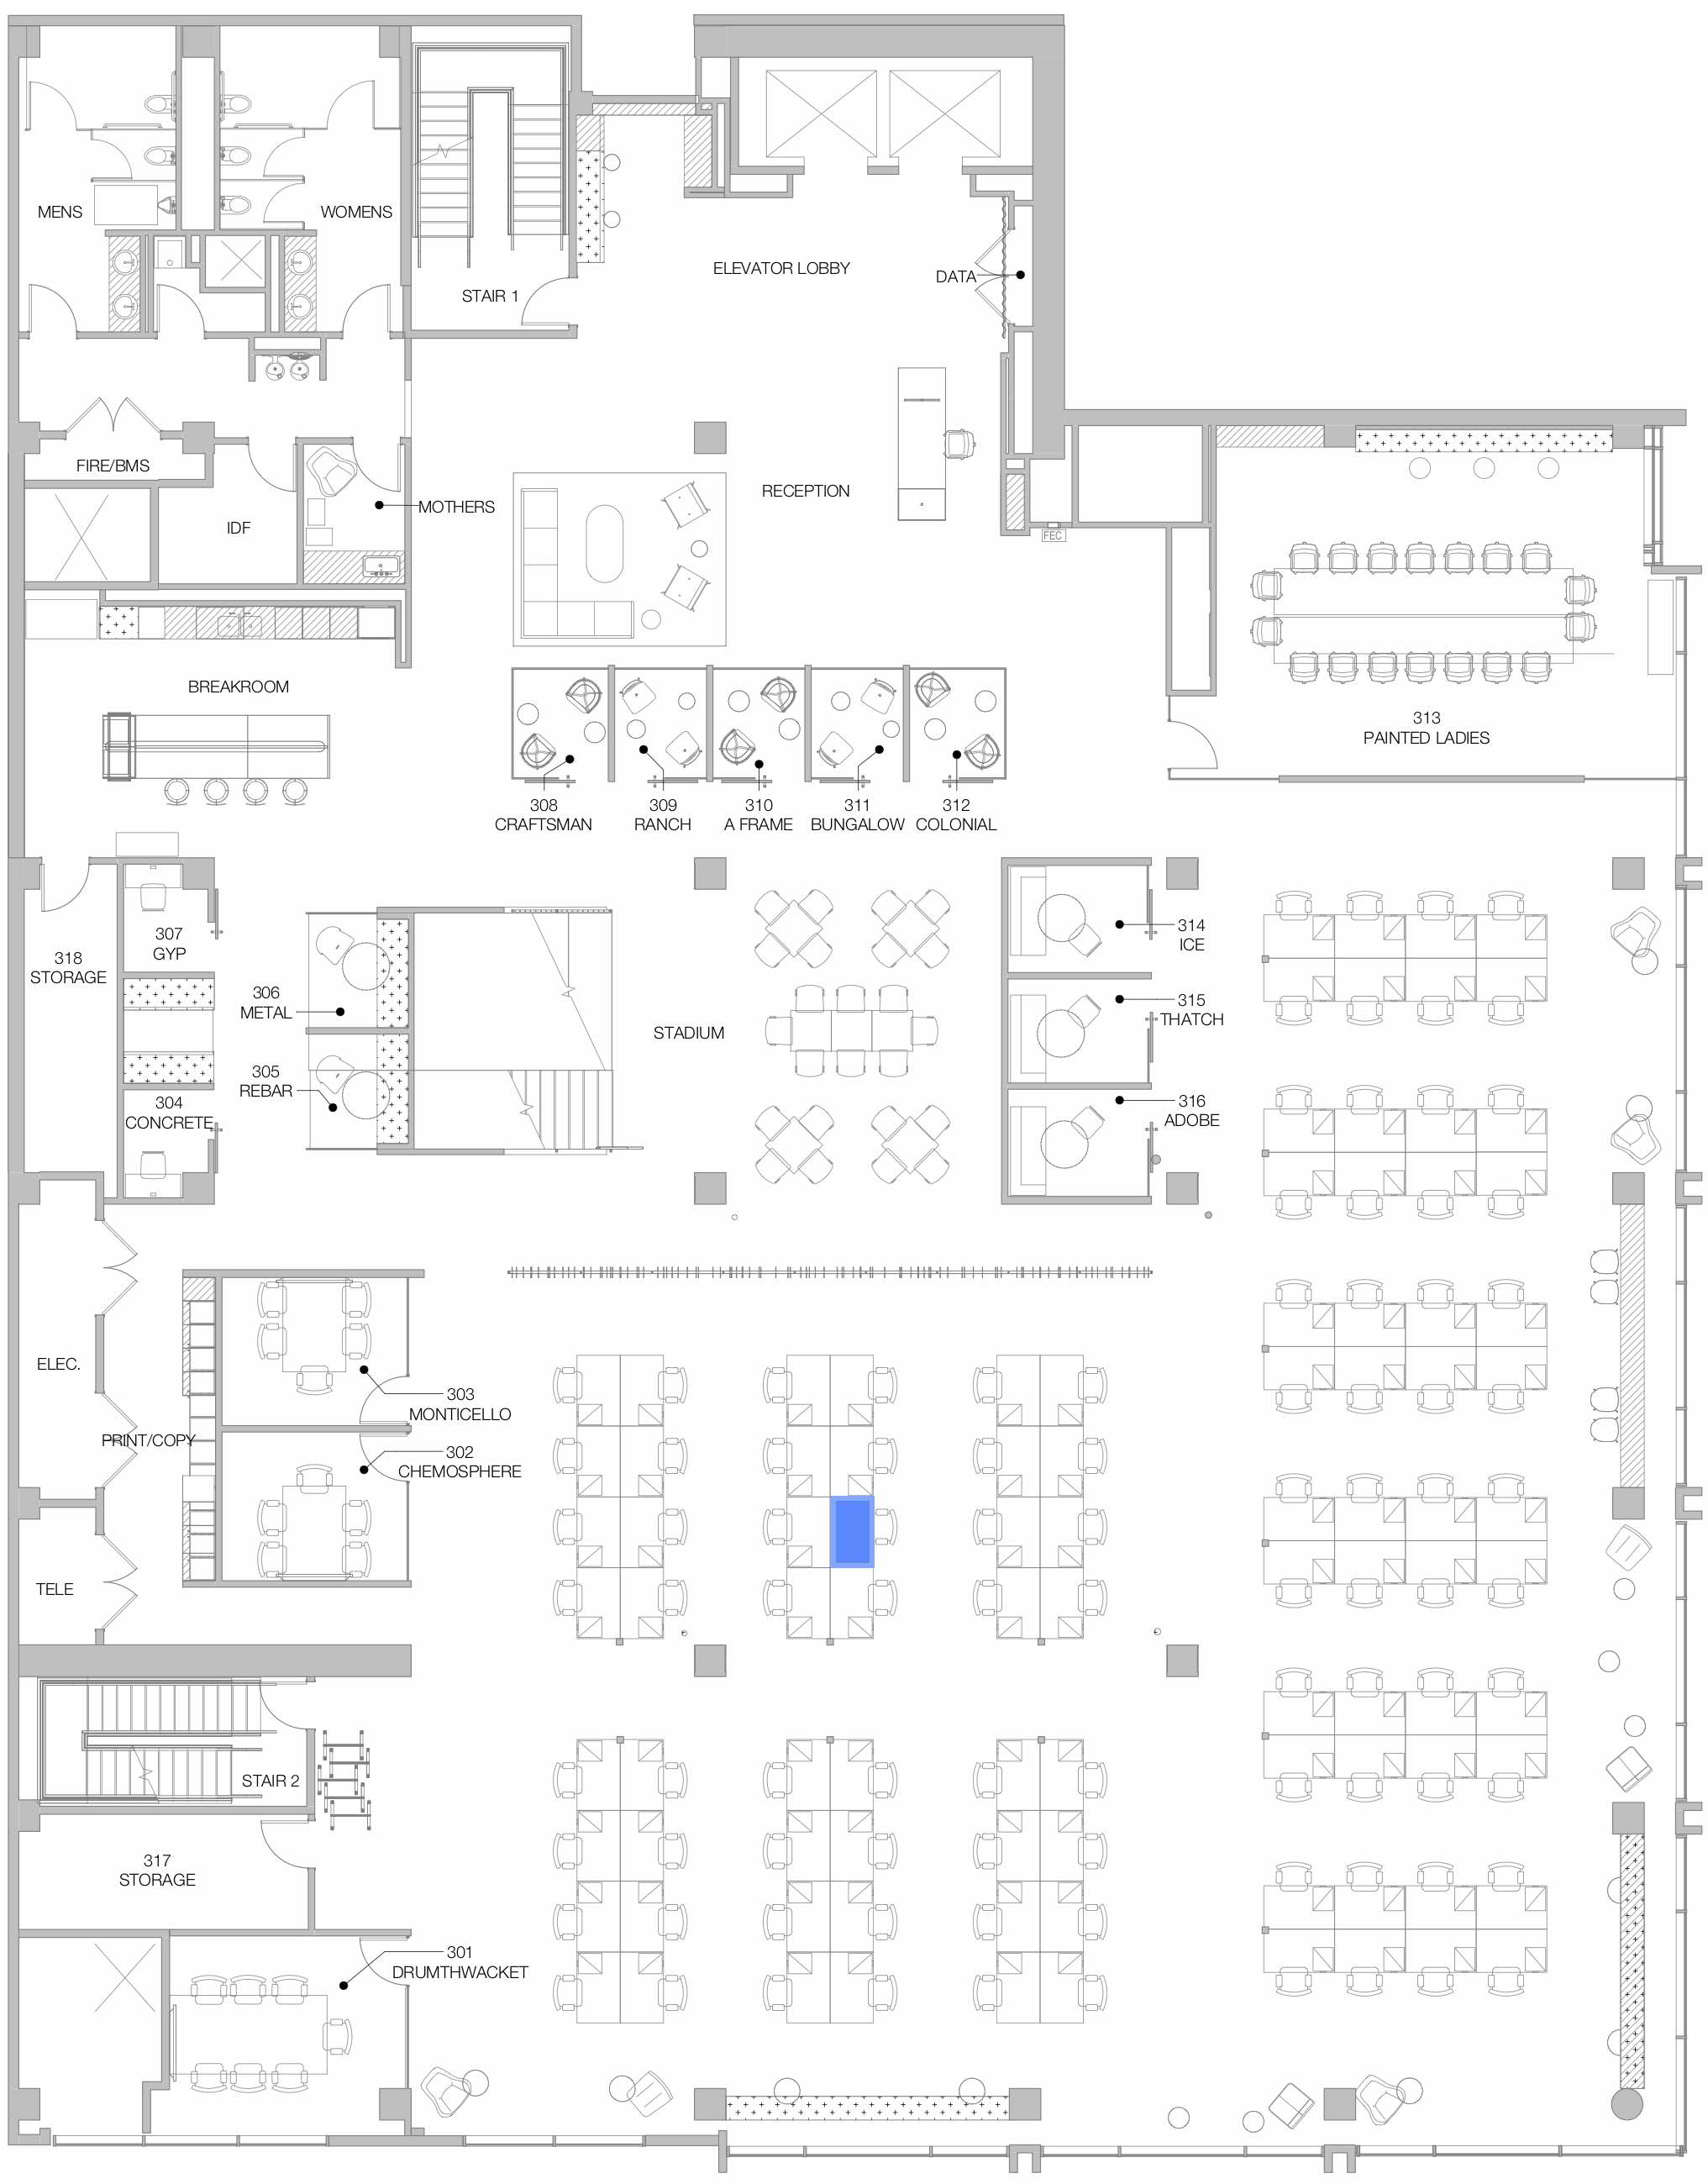 MENS
WOMENS
STAIR 1
ELEVATOR LOBBY
DATA
FIRE/BMS
MOTHERS
IDF
RECEPTION
FEC
BREAKROOM
313
PAINTED LADIES
308
CRAFTSMAN
309
RANCH
310
A FRAME
311
BUNGALOW
312
COLONIAL
307
GYP
318
STORAGE
306
METAL
305
REBAR
304
CONCRETE
STADIUM
314
ICE
315
THATCH
316
ADOBE
ELEC.
303
MONTICELLO
PRINT/COPY
302
CHEMOSPHERE
TELE
STAIR 2
317
STORAGE
301
DRUMTHWACKET